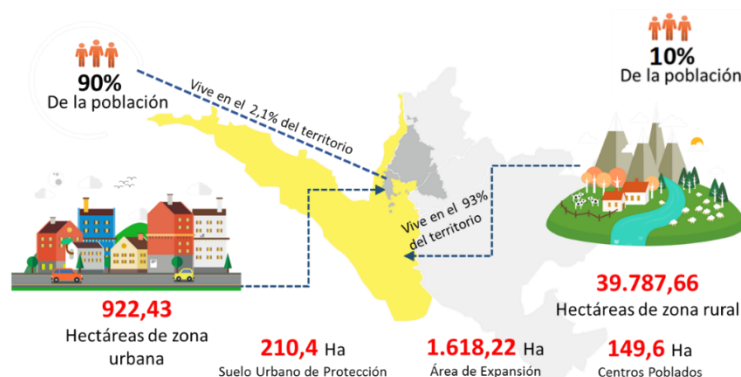 90%
De la población
Vive en el 2,1% del territorio
10%
De la población
Vive en el 93%
del territorio
922,43
Hectáreas de zona
urbana
39.787,66
Hectáreas de zona rural
210,4 Ha
Suelo Urbano de Protección
1.618,22 Ha
Área de Expansión
149,6 Ha
Centros Poblados